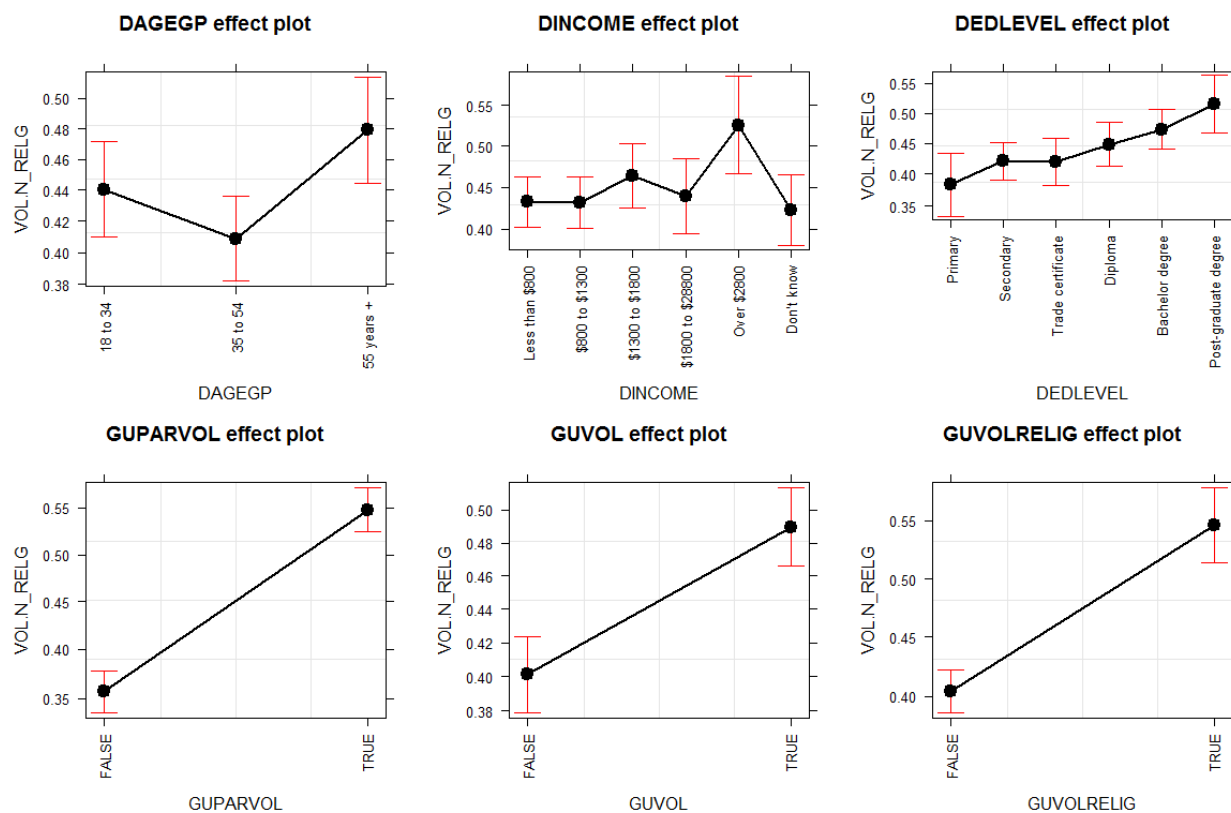 DAGEGP effect plot
VOL.N_RELG
0.50
0.48
0.46
0.44
0.42
0.40
0.38
18 to 34
35 to 54
55 years +
DAGEGP
DINCOME effect plot
VOL.N_RELG
0.55
0.50
0.45
0.40
Less than $800
$800 to $1300
$1300 to $1800
$1800 to $28800
Over $2800
Don't know
DINCOME
DEDLEVEL effect plot
VOL.N_RELG
0.55
0.50
0.45
0.40
0.35
Primary
Secondary
Trade certificate
Diploma
Bachelor degree
Post-graduate degree
DEDLEVEL
GUPARVOL effect plot
VOL.N_RELG
0.55
0.50
0.45
0.40
0.35
FALSE
TRUE
GUPARVOL
GUVOL effect plot
VOL.N_RELG
0.50
0.48
0.46
0.44
0.42
0.40
0.38
FALSE
TRUE
GUVOL
GUVOLRELIG effect plot
VOL.N_RELG
0.55
0.50
0.45
0.40
FALSE
TRUE
GUVOLRELIG